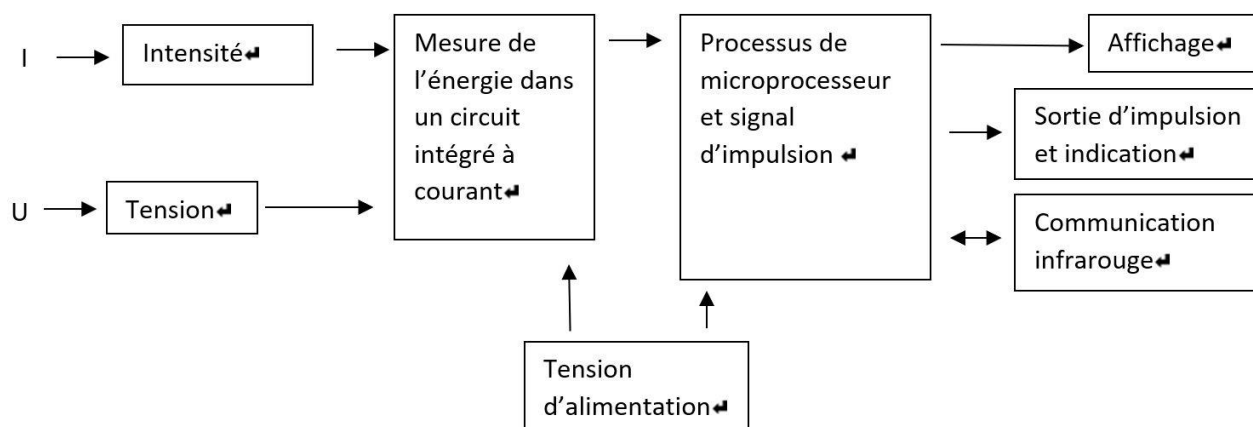 I
Intensité↵
U
Tension↵
Mesure de
l’énergie dans
un circuit
intégré à
courant↵
Processus de
microprocesseur
et signal
d’impulsion ↵
Affichage↵
Sortie d’impulsion
et indication↵
Communication
infrarouge↵
Tension
d’alimentation↵